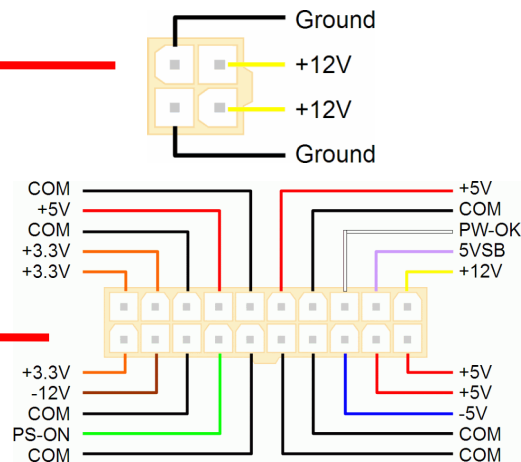 Ground
+12V
+12V
Ground
COM
+5V
COM
+3.3V
+3.3V
+5V
COM
PW-OK
5VSB
+12V
+3.3V
-12V
COM
PS-ON
COM
+5V
+5V
-5V
COM
COM